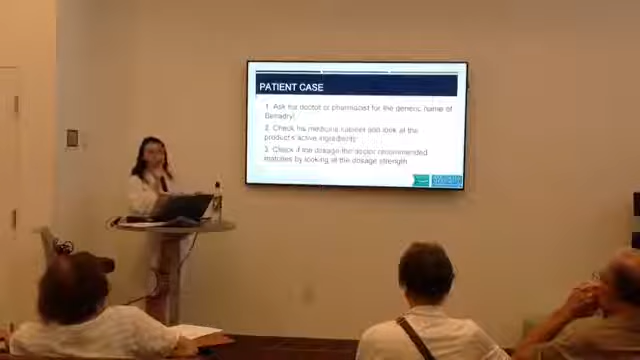 PATIENT CASE
1. Ask his doctor or pharmacist for the generic name of
Benadryl
2. Check his medicine cabinet and look at the
product's active ingredients
3. Check if the dosage the doctor recommended
matches by looking at the dosage strength